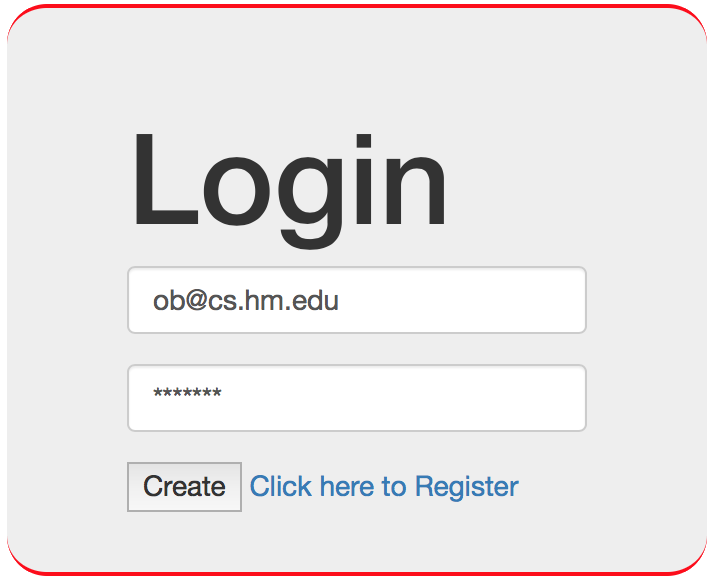 Login
ob@cs.hm.edu
*******
Create Click here to Register